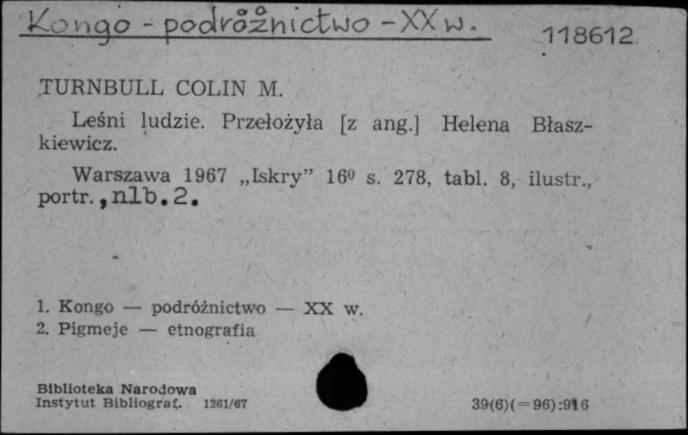 Kongo - podróżnictwo - XX w.
118612
TURNBULL COLIN M.
Leśni ludzie. Przełożyła [z ang.] Helena Błasz-
kiewicz.
Warszawa 1967 „Iskry” 16⁰ s. 278, tabl. 8, ilustr.,
portr., nlb. 2.
1. Kongo — podróżnictwo — XX w.
2. Pigmeje — etnografia
Biblioteka Narodowa
Instytut Bibliograf. 1261/67
39(6)(=96):916